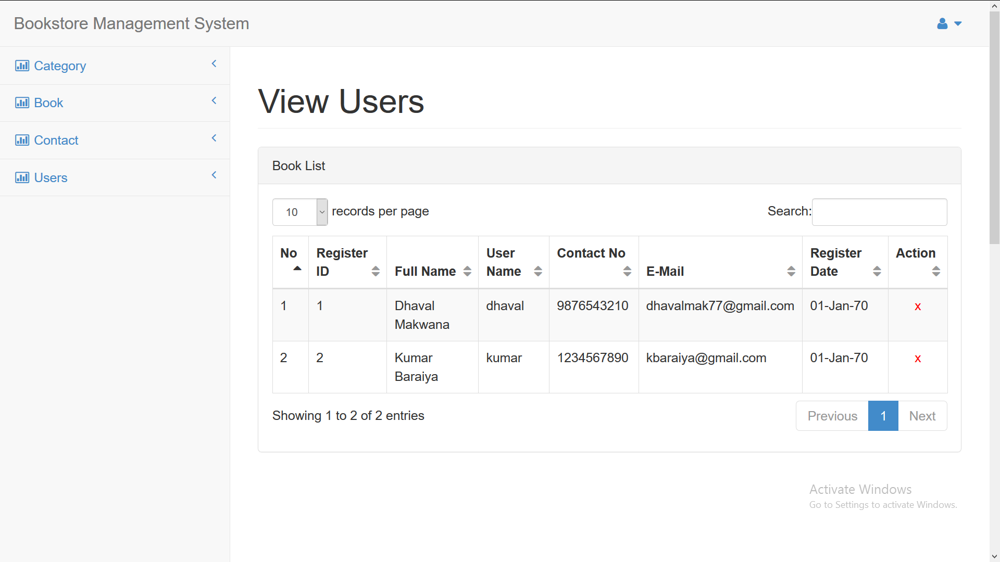 Bookstore Management System
Category
Book
Contact
Users
View Users
Book List
10 records per page
Search:
No Register ID Full Name User Name Contact No E-Mail Register Date Action
1 1 Dhaval Makwana dhaval 9876543210 dhavalmak77@gmail.com 01-Jan-70 x
2 2 Kumar Baraiya kumar 1234567890 kbaraiya@gmail.com 01-Jan-70 x
Showing 1 to 2 of 2 entries
Previous 1 Next
Activate Windows
Go to Settings to activate Windows.